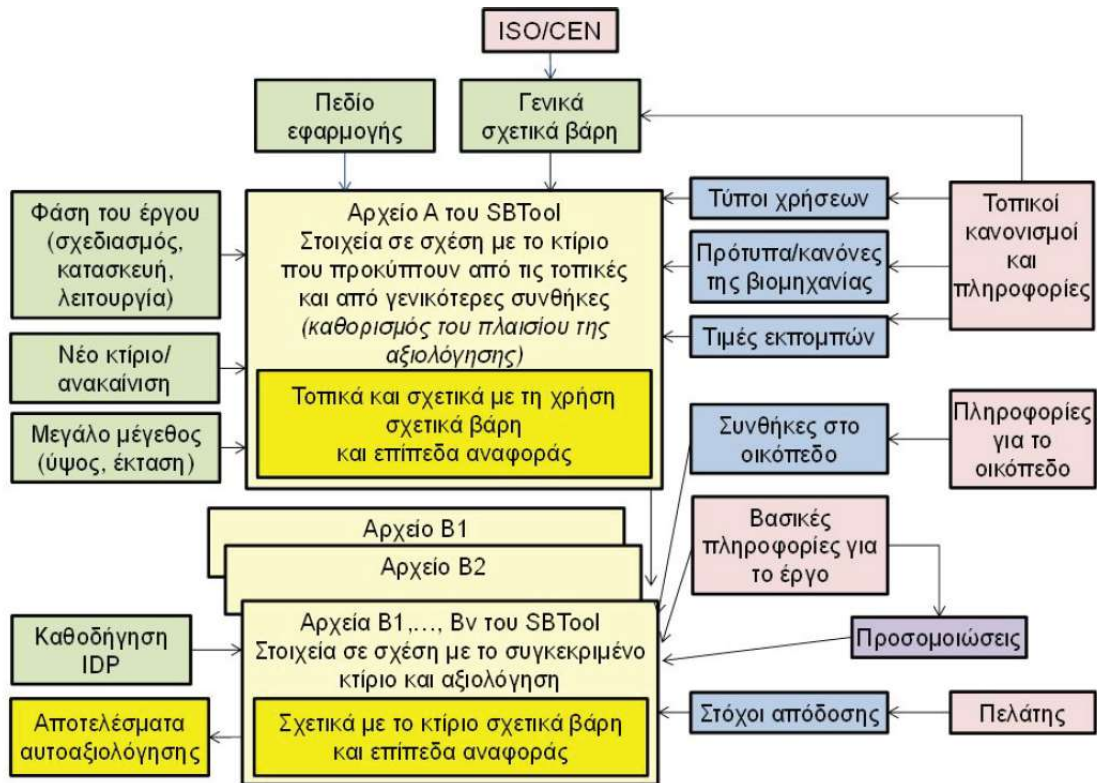 ISO/CEN
Πεδίο
εφαρμογής
Γενικά
σχετικά βάρη
Φάση του έργου
(σχεδιασμός,
κατασκευή,
λειτουργία)
Νέο κτίριο/
ανακαίνιση
Μεγάλο μέγεθος
(ύψος, έκταση)
Αρχείο Α του SBTool
Στοιχεία σε σχέση με το κτίριο
που προκύπτουν από τις τοπικές
και από γενικότερες συνθήκες
(καθορισμός του πλαισίου της
αξιολόγησης)
Τοπικά και σχετικά με τη χρήση
σχετικά βάρη
και επίπεδα αναφοράς
Τύποι χρήσεων
Πρότυπα/κανόνες
της βιομηχανίας
Τιμές εκπομπών
Τοπικοί
κανονισμοί
και
πληροφορίες
Συνθήκες στο
οικόπεδο
Πληροφορίες
για το
οικόπεδο
Βασικές
πληροφορίες για
το έργο
Προσομοιώσεις
Αρχείο Β1
Αρχείο Β2
Αρχεία Β1,..., Βν του SBTool
Στοιχεία σε σχέση με το συγκεκριμένο
κτίριο και αξιολόγηση
Σχετικά με το κτίριο σχετικά βάρη
και επίπεδα αναφοράς
Καθοδήγηση
IDP
Αποτελέσματα
αυτοαξιολόγησης
Στόχοι απόδοσης
Πελάτης